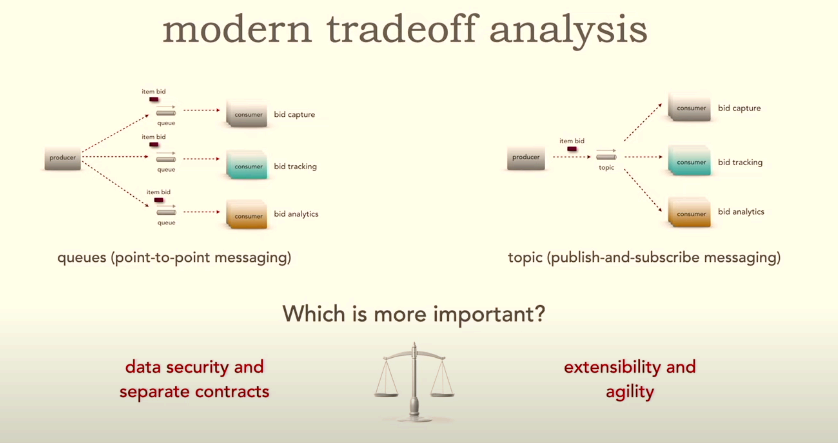 modern tradeoff analysis
item bid
queue
item bid
queue
item bid
queue
producer
consumer
bid capture
consumer
bid tracking
consumer
bid analytics
queues (point-to-point messaging)
producer
item bid
topic
consumer
bid capture
consumer
bid tracking
consumer
bid analytics
topic (publish-and-subscribe messaging)
Which is more important?
data security and
separate contracts
extensibility and
agility